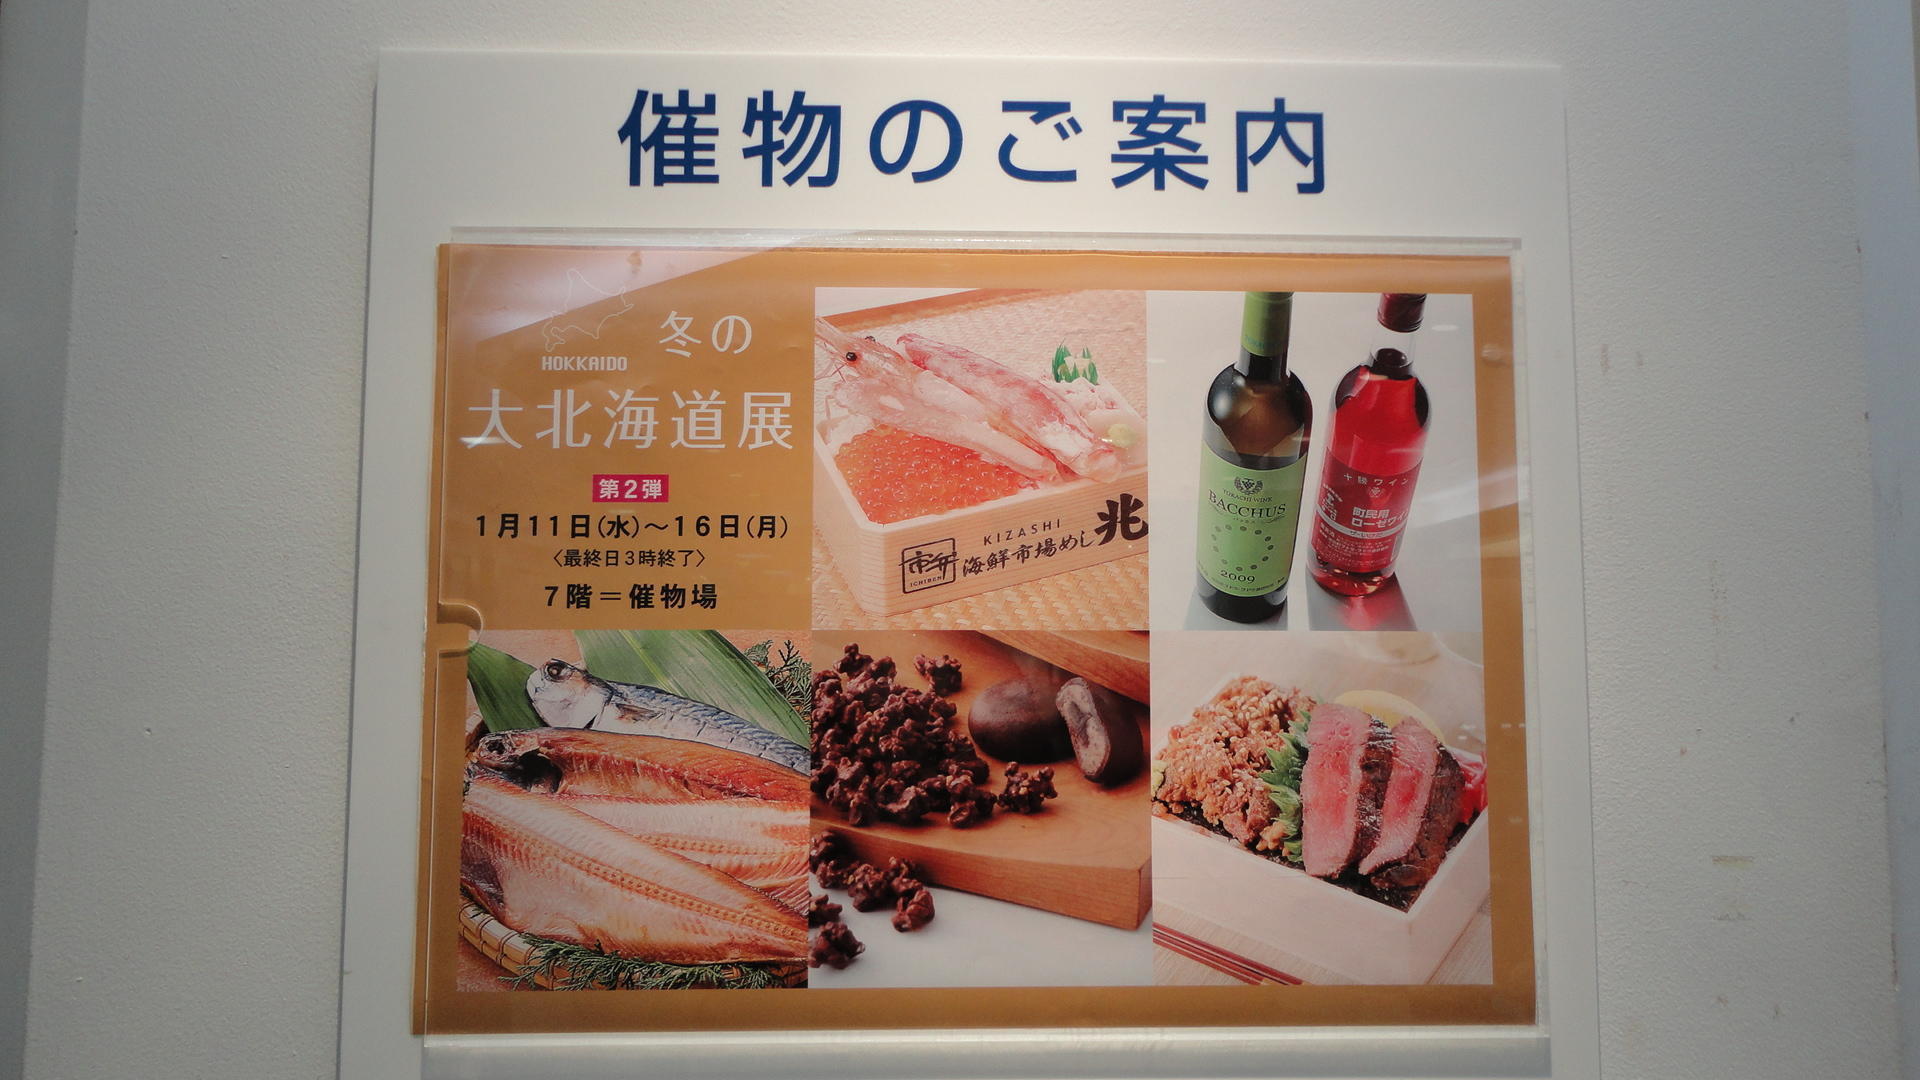 催物のご案内
HOKKAIDO
冬の
大北海道展
第2弾
1月11日(水)～16日(月)
〈最終日3時終了〉
7階＝催物場
KIZASHI
市弁
ICHIBEN
海鮮市場めし兆
TOKACHI WINE
BACCHUS
2009
十勝ワイン
町民用
ローゼワイン